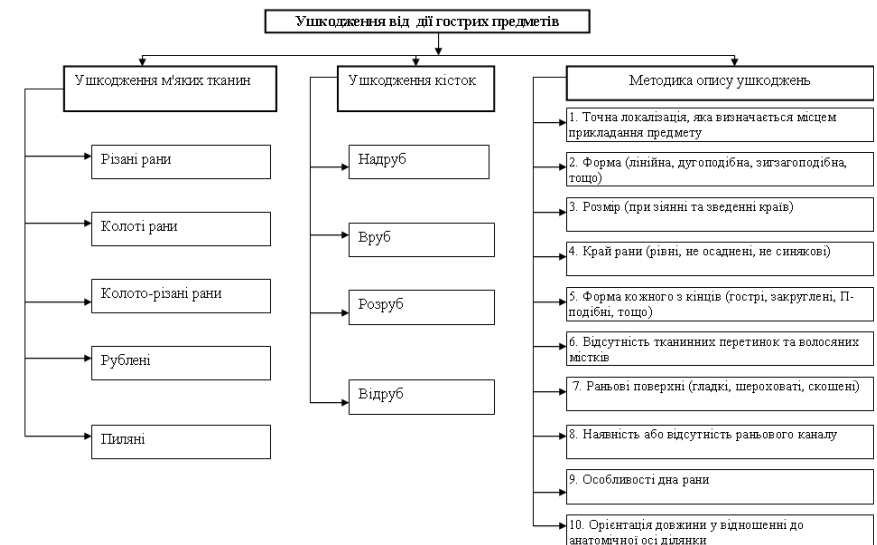 Ушкодження від дії гострих предметів
Ушкодження м'яких тканин
Різані рани
Колоті рани
Колото-різані рани
Рублені
Пиляні
Ушкодження кісток
Надруб
Вруб
Розруб
Відруб
Методика опису ушкоджень
1. Точна локалізація, яка визначається місцем
прикладання предмету
2. Форма (лінійна, дугоподібна, зигзагоподібна,
тощо)
3. Розмір (при зіянні та зведенні країв)
4. Край рани (рівні, не осаднені, не синякові)
5. Форма кожного з кінців (гострі, закруглені, П-
подібні, тощо)
6. Відсутність тканинних перетинок та волосяних
містків
7. Раньові поверхні (гладкі, шероховаті, скошені)
8. Наявність або відсутність раньового каналу
9. Особливості дна рани
10. Орієнтація довжини у відношенні до
анатомічної осі ділянки